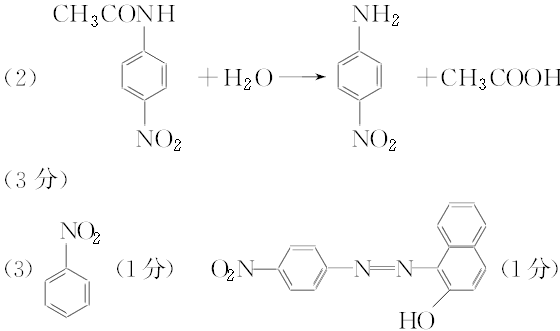 CH₃CONH NH₂
(2) +H₂O→ +CH₃COOH
NO₂ NO₂
(3分)
NO₂
(3) (1分) O₂N N=N (1分)
HO